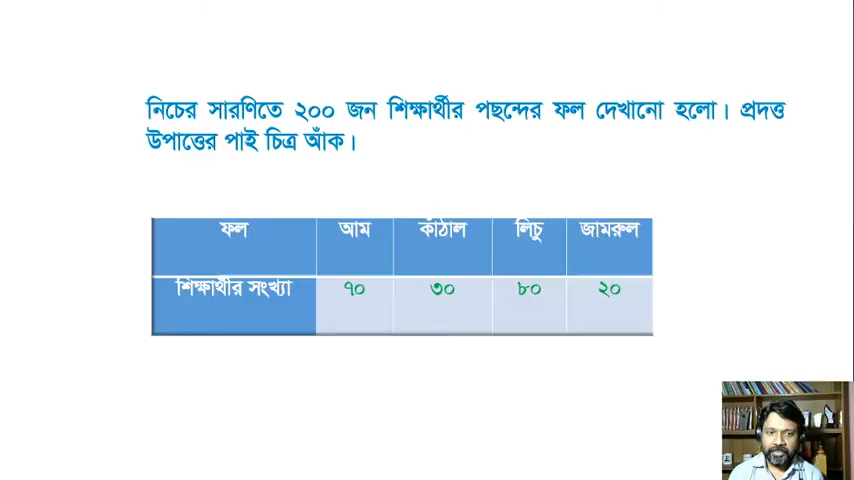 নিচের সারণিতে ২০০ জন শিক্ষার্থীর পছন্দের ফল দেখানো হলো। প্রদত্ত
উপাত্তের পাই চিত্র আঁক।
ফল আম কাঁঠাল লিচু জামরুল
শিক্ষার্থীর সংখ্যা ৭০ ৩০ ৮০ ২০